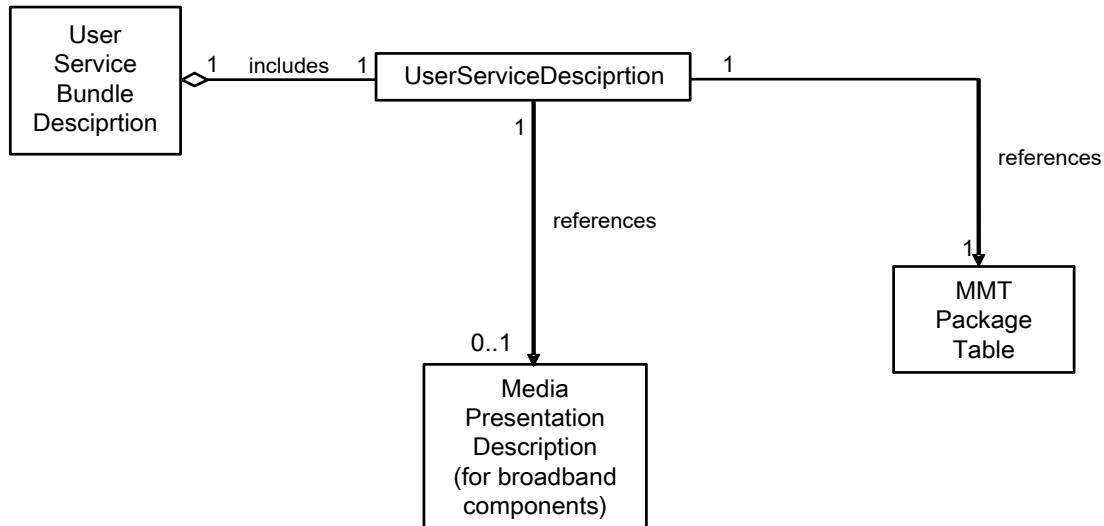 User
Service
Bundle
Desciprtion
1
includes
1
UserServiceDesciprtion
1
1
references
references
0..1
1
MMT
Package
Table
Media
Presentation
Description
(for broadband
components)